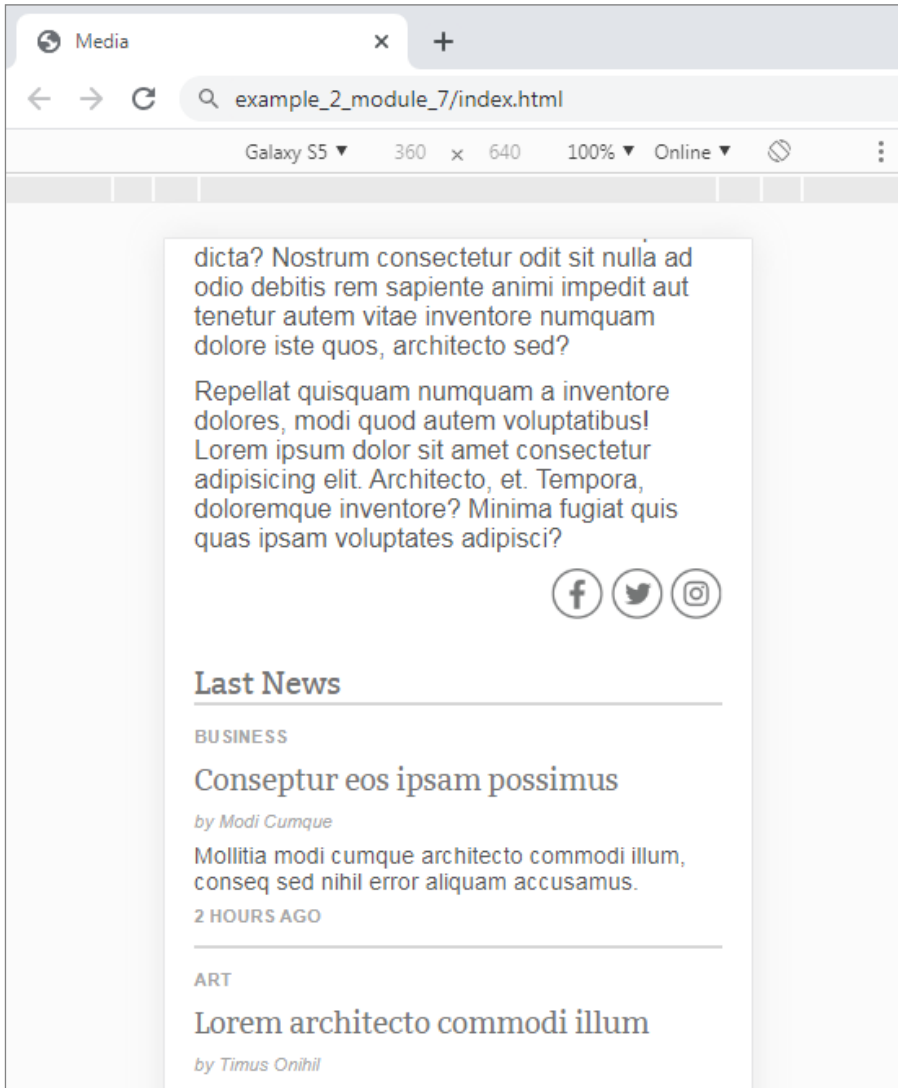 Media
example_2_module_7/index.html
Galaxy S5 ▼ 360 × 640 100% ▼ Online ▼
dicta? Nostrum consectetur odit sit nulla ad
odio debitis rem sapiente animi impedit aut
tenetur autem vitae inventore numquam
dolore iste quos, architecto sed?
Repellat quisquam numquam a inventore
dolores, modi quod autem voluptatibus!
Lorem ipsum dolor sit amet consectetur
adipisicing elit. Architecto, et. Tempora,
doloremque inventore? Minima fugiat quis
quas ipsam voluptates adipisci?
Last News
BUSINESS
Conseptur eos ipsam possimus
by Modi Cumque
Mollitia modi cumque architecto commodi illum,
conseq sed nihil error aliquam accusamus.
2 HOURS AGO
ART
Lorem architecto commodi illum
by Timus Onihil